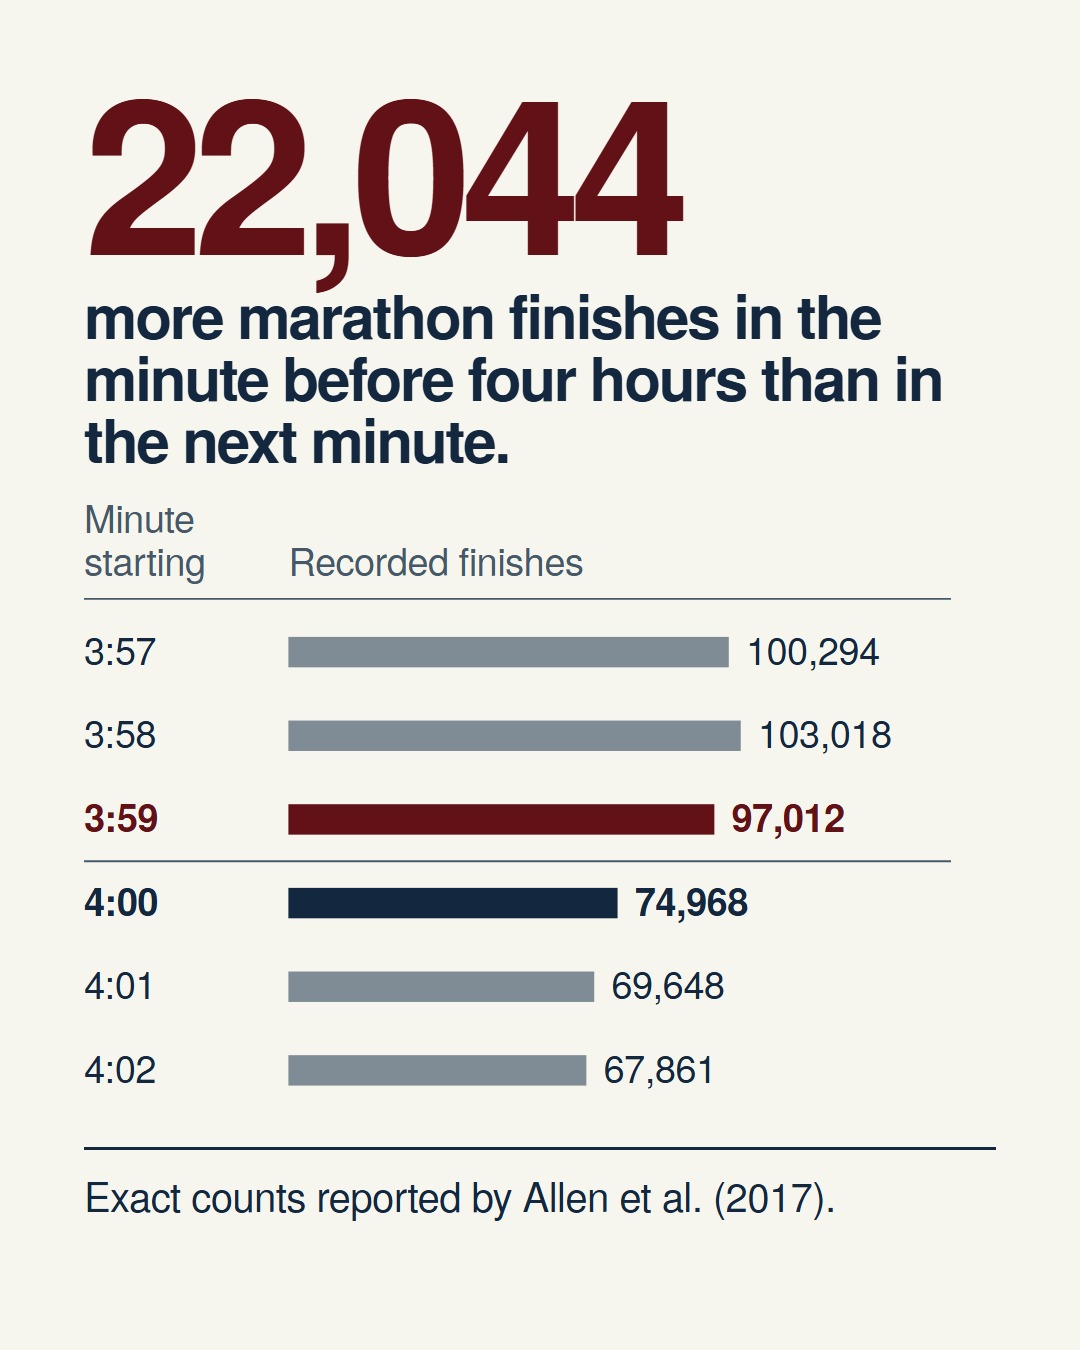 22,044
more marathon finishes in the
minute before four hours than in
the next minute.
Minute
starting Recorded finishes
3:57 100,294
3:58 103,018
3:59 97,012
4:00 74,968
4:01 69,648
4:02 67,861
Exact counts reported by Allen et al. (2017).